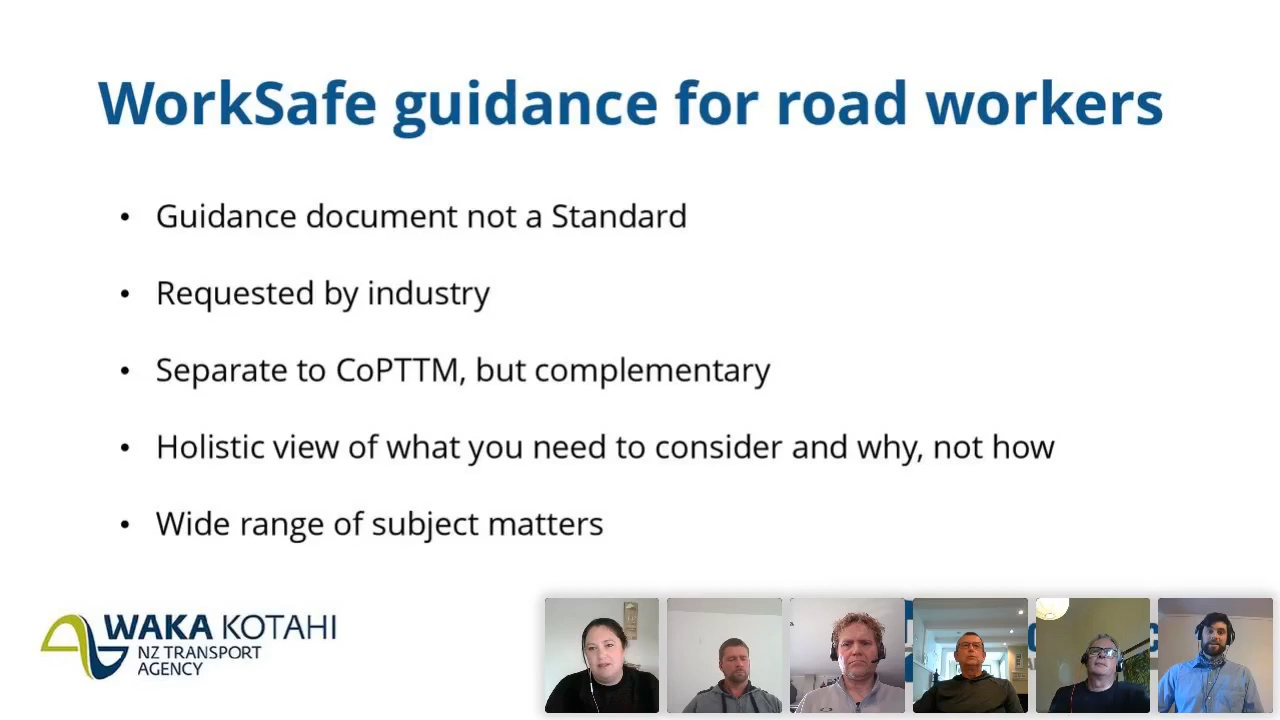 WorkSafe guidance for road workers
• Guidance document not a Standard
• Requested by industry
• Separate to CoPTTM, but complementary
• Holistic view of what you need to consider and why, not how
• Wide range of subject matters
WAKA KOTAHI
NZ TRANSPORT
AGENCY